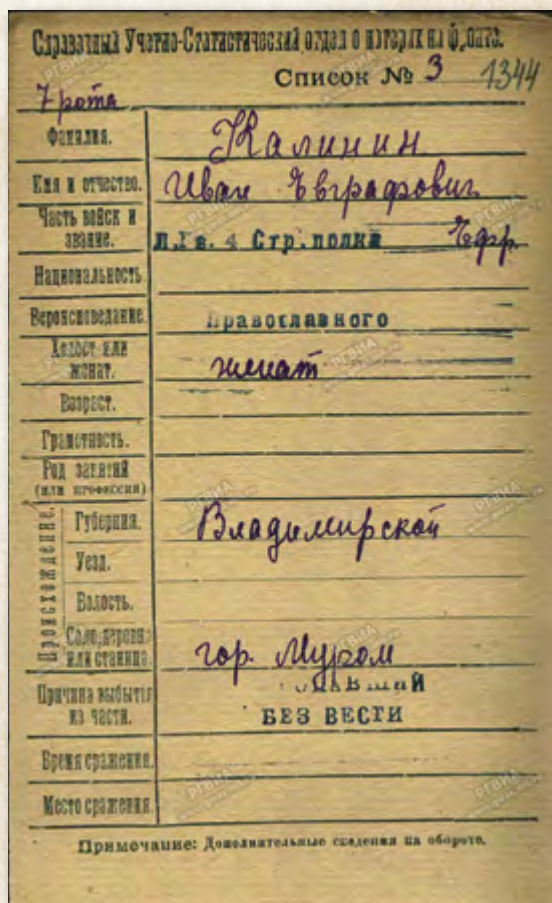 Справочный Учетно-Статистический отдел о потерях на фронте.
Список № 3 1344
7 рота
Фамилия. Калинин
Имя и отчество. Иван Евграфович
Часть войск и звание. Л.Гв. 4 Стр. полка Ефр.
Национальность
Вероисповедание. Православного
Холост или женат. женат
Возраст.
Грамотность.
Род занятий (или профессия)
Происхождение.
Губерния. Владимирской
Уезд.
Волость.
Село, деревня или станица. гор. Муром
Причина выбытия из части. ПРОПАВШИЙ БЕЗ ВЕСТИ
Время сражения.
Место сражения.
Примечание: Дополнительные сведения на обороте.
РГВИА